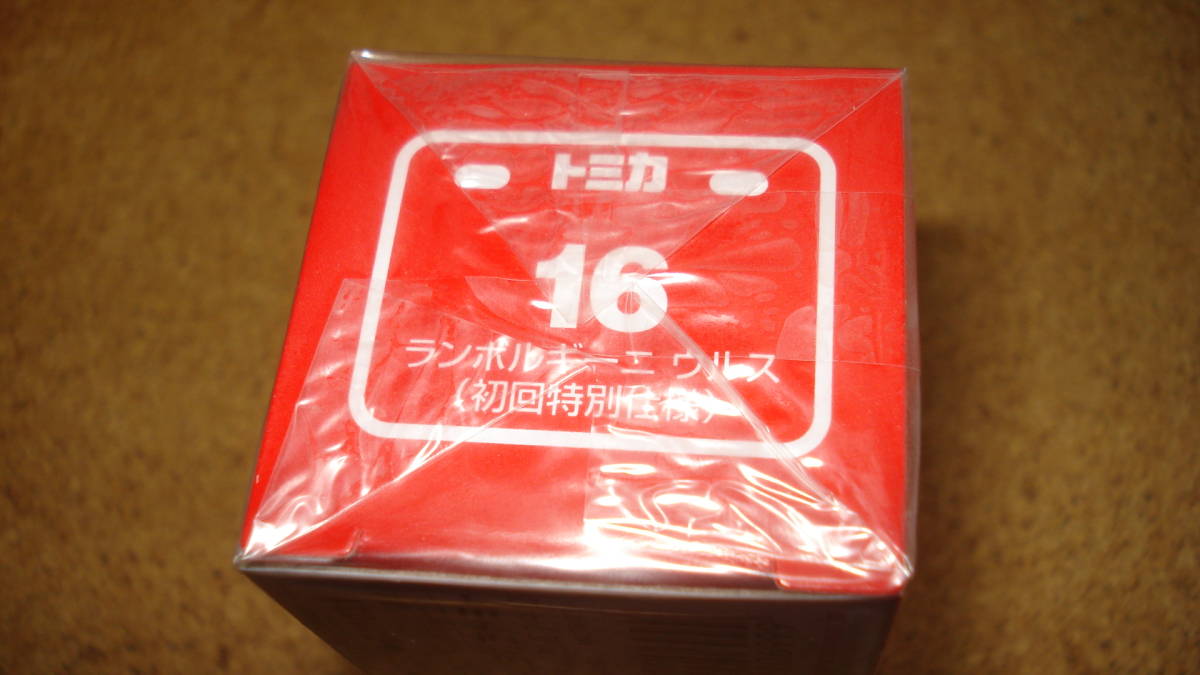 トミカ
16
ランボルギーニ ウルス
(初回特別仕様)